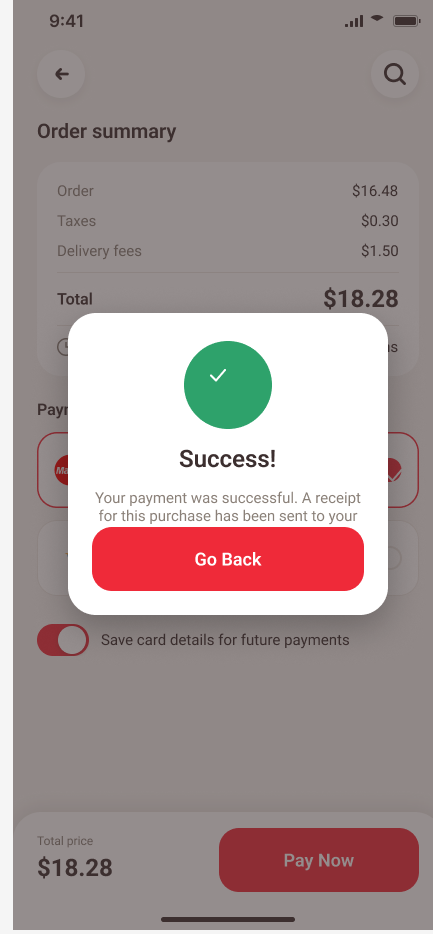 9:41
Order summary
Order $16.48
Taxes $0.30
Delivery fees $1.50
Total $18.28
Success!
Your payment was successful. A receipt
for this purchase has been sent to your
Go Back
Save card details for future payments
Total price
$18.28
Pay Now